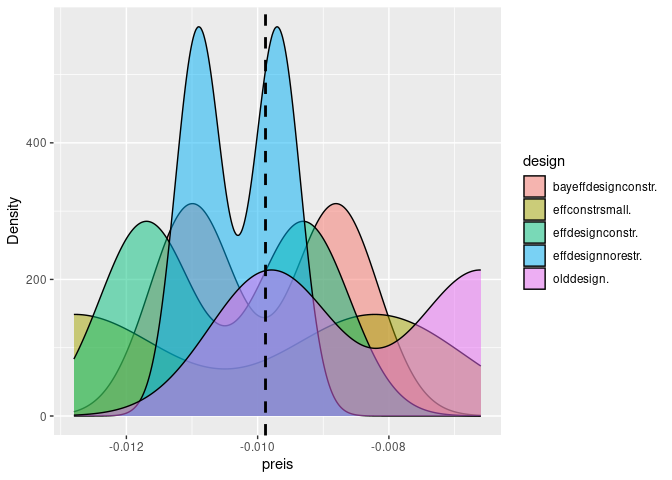 400
200
0
Density
-0.012
-0.010
-0.008
preis
design
bayeffdesignconstr.
effconstrsmall.
effdesignconstr.
effdesignnorestr.
olddesign.